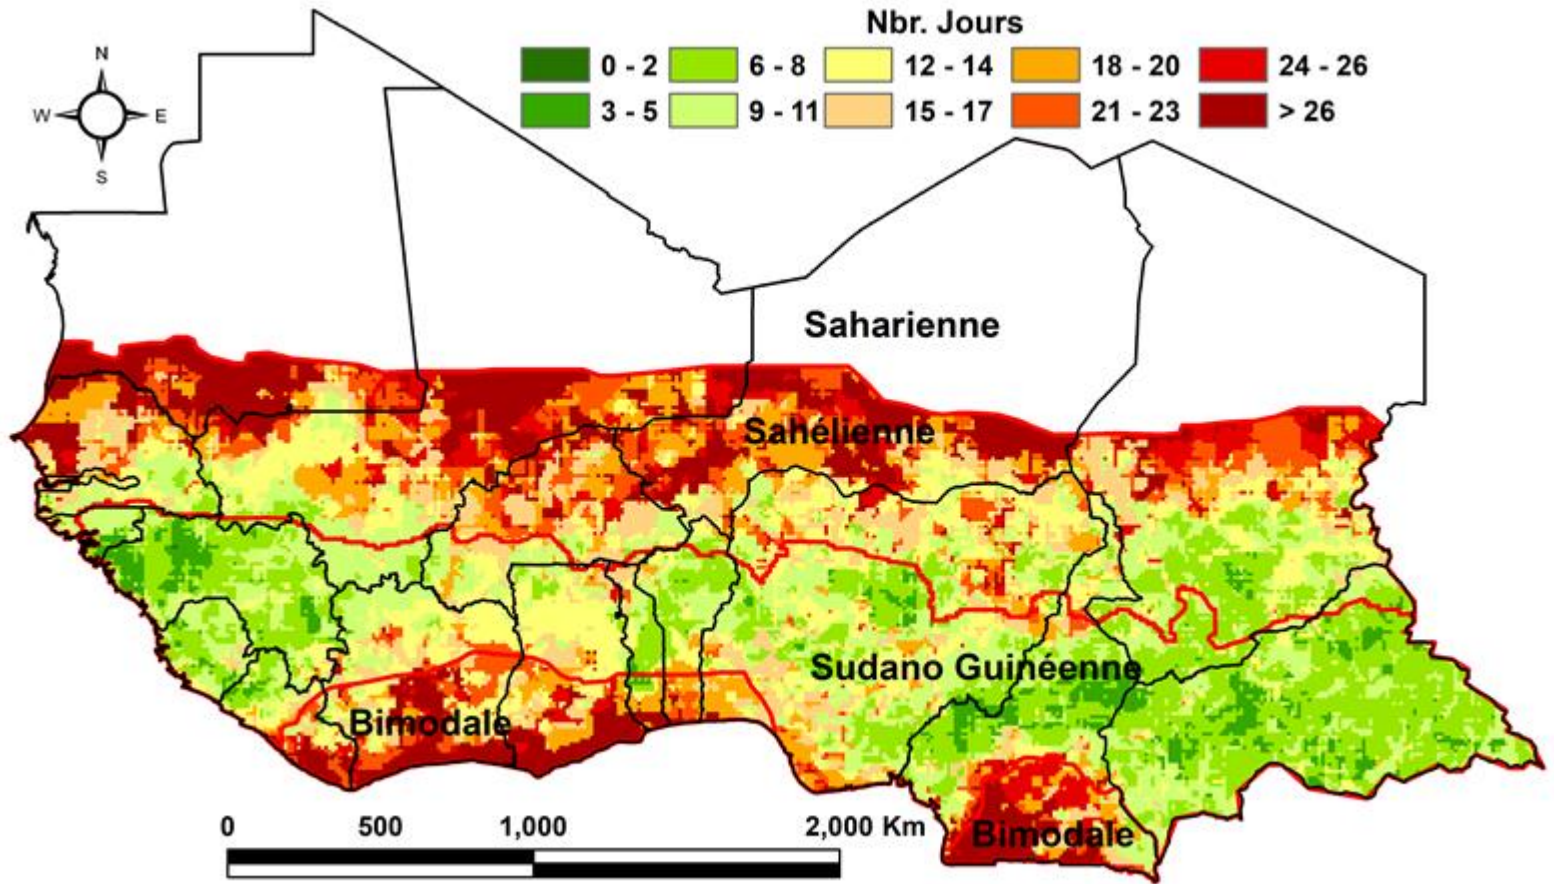 Nbr. Jours
0 - 2
6 - 8
12 - 14
18 - 20
24 - 26
3 - 5
9 - 11
15 - 17
21 - 23
> 26
N
W
E
S
Saharienne
Sahélienne
Sudano Guinéenne
Bimodale
Bimodale
0
500
1,000
2,000 Km